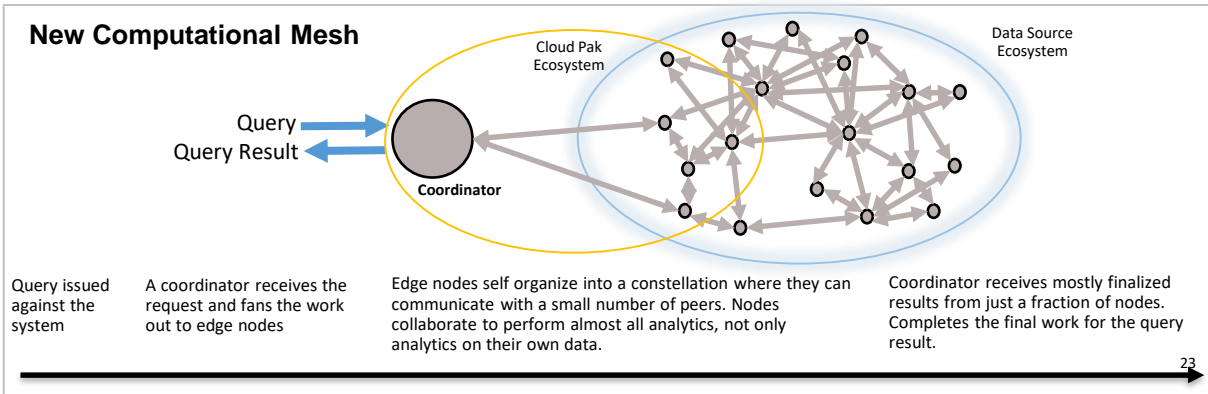 New Computational Mesh
Cloud Pak
Ecosystem
Data Source
Ecosystem
Query
Query Result
Coordinator
Query issued
against the
system
A coordinator receives the
request and fans the work
out to edge nodes
Edge nodes self organize into a constellation where they can
communicate with a small number of peers. Nodes
collaborate to perform almost all analytics, not only
analytics on their own data.
Coordinator receives mostly finalized
results from just a fraction of nodes.
Completes the final work for the query
result.
23